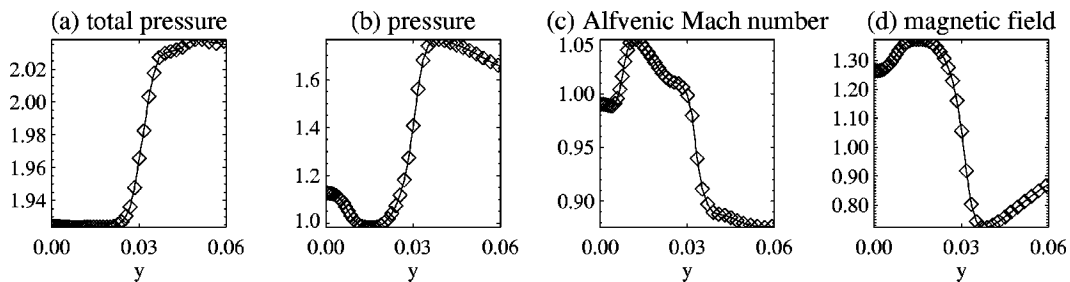 (a) total pressure
2.02
2.00
1.98
1.96
1.94
0.00 0.03 0.06
y
(b) pressure
1.6
1.4
1.2
1.0
0.00 0.03 0.06
y
(c) Alfvenic Mach number
1.05
1.00
0.95
0.90
0.00 0.03 0.06
y
(d) magnetic field
1.30
1.20
1.10
1.00
0.90
0.80
0.00 0.03 0.06
y